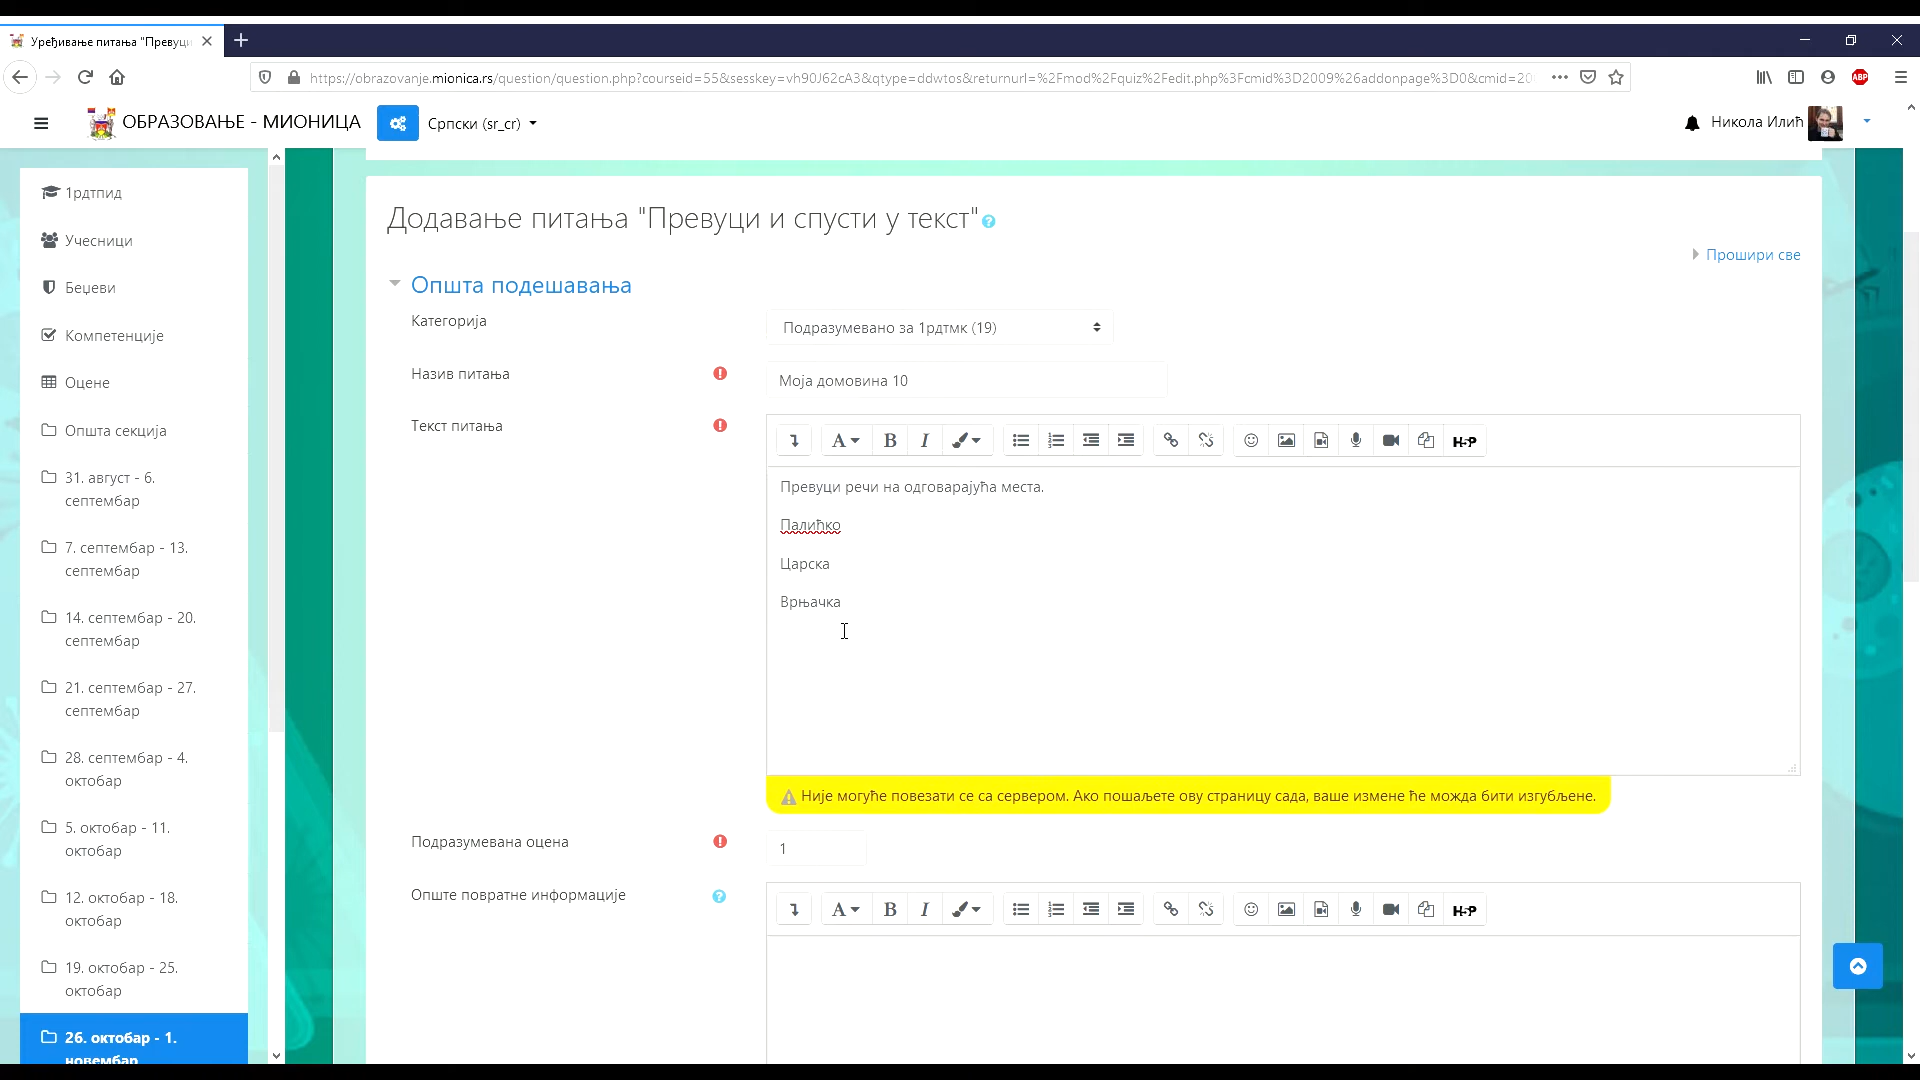 Уређивање питања "Превуци
https://obrazovanje.mionica.rs/question/question.php?courseid=55&sesskey=vh90J62cA3&qtype=ddwtos&returnurl=%2Fmod%2Fquiz%2Fedit.php%3Fcmid%3D2009%26addonpage%3D0&cmid=20
ABP
ОБРАЗОВАЊЕ - МИОНИЦА
Српски (sr_cr)
Никола Илић
1рдтпид
Учесници
Беџеви
Компетенције
Оцене
Општа секција
31. август - 6.
септембар
7. септембар - 13.
септембар
14. септембар - 20.
септембар
21. септембар - 27.
септембар
28. септембар - 4.
октобар
5. октобар - 11.
октобар
12. октобар - 18.
октобар
19. октобар - 25.
октобар
26. октобар - 1.
новембар
Додавање питања "Превуци и спусти у текст"
Прошири све
Општа подешавања
Категорија
Подразумевано за 1рдтмк (19)
Назив питања
Моја домовина 10
Текст питања
A B I H-P
Превуци речи на одговарајућа места.
Палићко
Царска
Врњачка
Није могуће повезати се са сервером. Ако пошаљете ову страницу сада, ваше измене ће можда бити изгубљене.
Подразумевана оцена
1
Опште повратне информације
A B I H-P